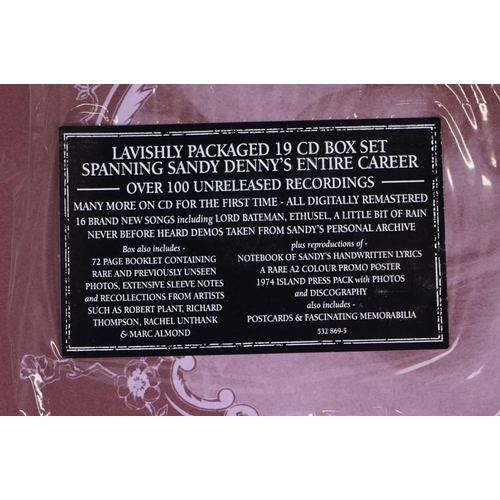 LAVISHLY PACKAGED 19 CD BOX SET
SPANNING SANDY DENNY'S ENTIRE CAREER
OVER 100 UNRELEASED RECORDINGS
MANY MORE ON CD FOR THE FIRST TIME - ALL DIGITALLY REMASTERED
16 BRAND NEW SONGS including LORD BATEMAN, ETHUSEL, A LITTLE BIT OF RAIN
NEVER BEFORE HEARD DEMOS TAKEN FROM SANDY'S PERSONAL ARCHIVE
Box also includes -
72 PAGE BOOKLET CONTAINING
RARE AND PREVIOUSLY UNSEEN
PHOTOS, EXTENSIVE SLEEVE NOTES
and RECOLLECTIONS FROM ARTISTS
SUCH AS ROBERT PLANT, RICHARD
THOMPSON, RACHEL UNTHANK
& MARC ALMOND
plus reproductions of -
NOTEBOOK OF SANDY'S HANDWRITTEN LYRICS
A RARE A2 COLOUR PROMO POSTER
1974 ISLAND PRESS PACK with PHOTOS
and DISCOGRAPHY
also includes -
POSTCARDS & FASCINATING MEMORABILIA
532 869-5